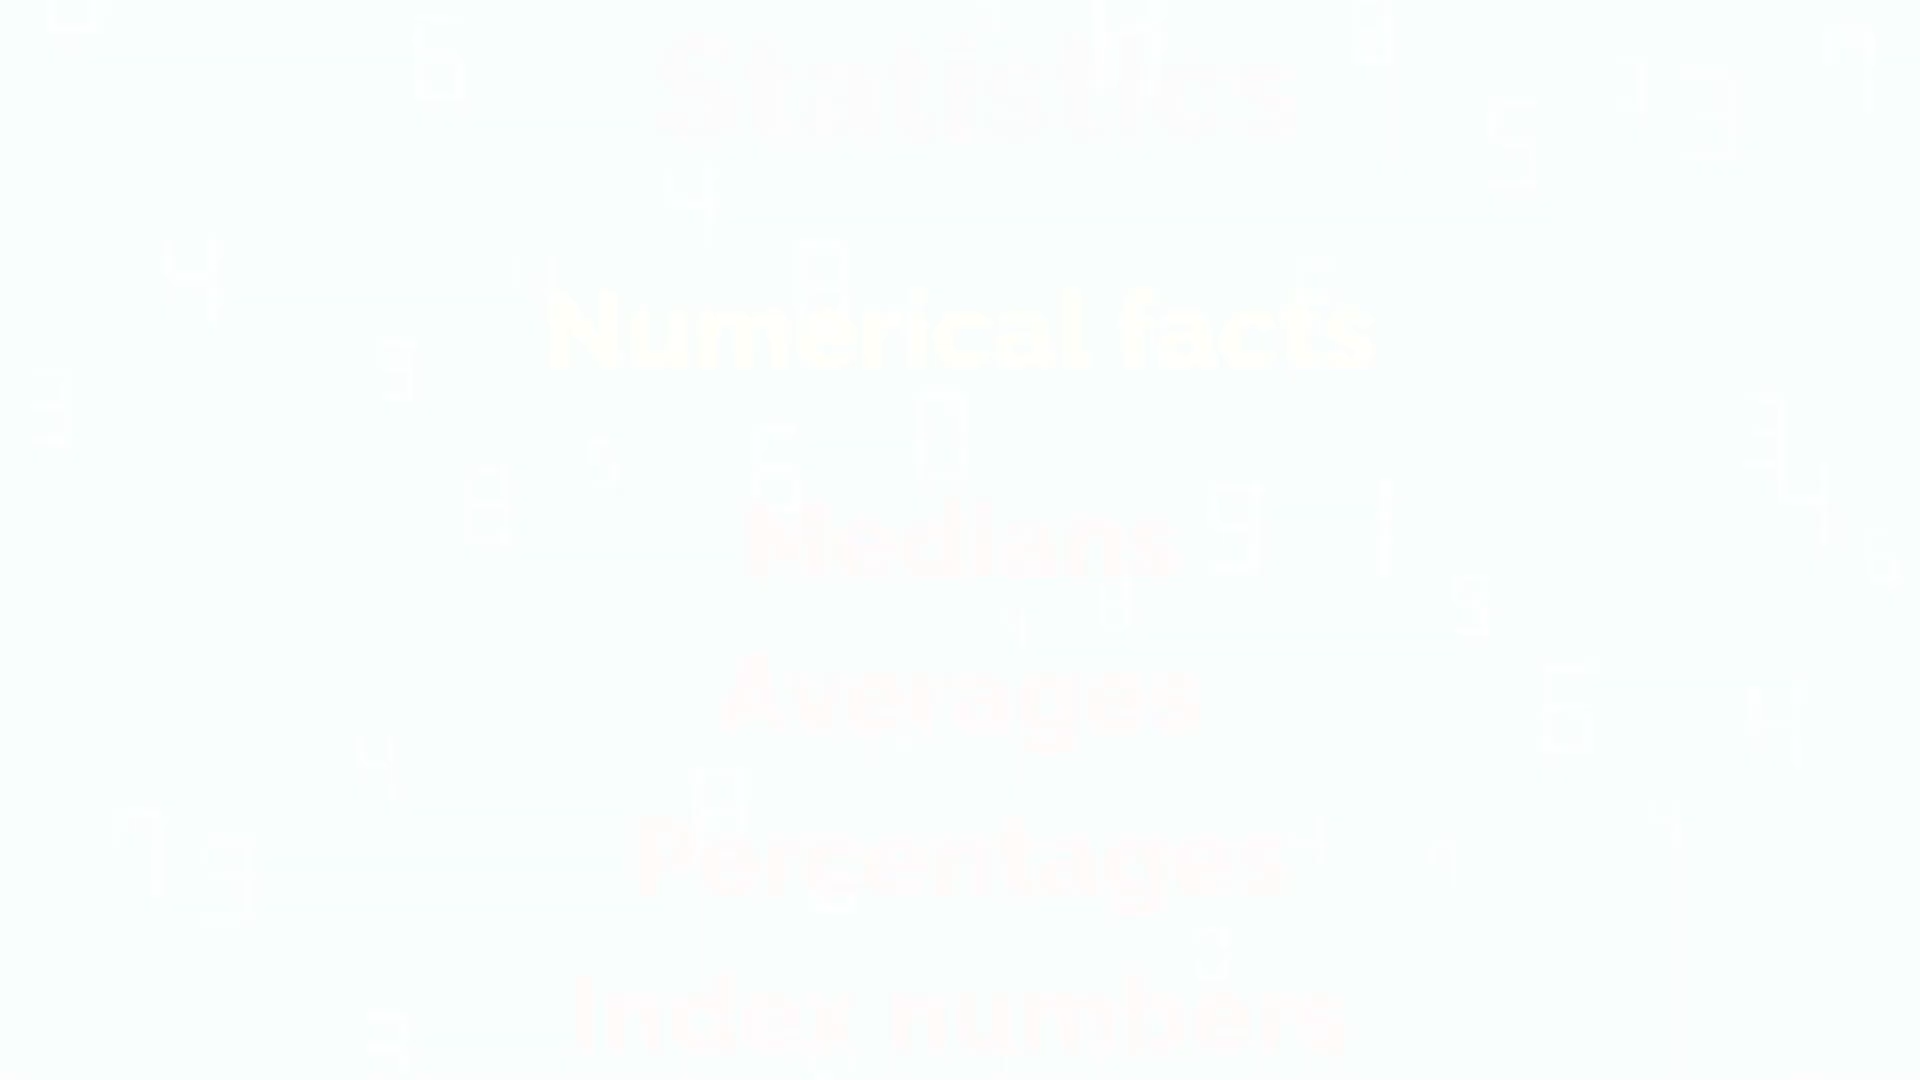 Statistics
Numerical facts
Medians
Averages
Percentages
Index numbers